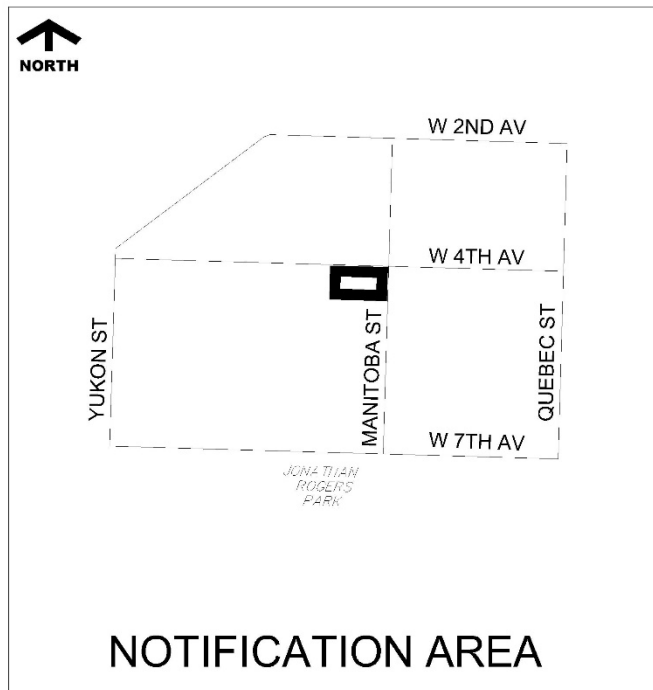 NORTH
W 2ND AV
W 4TH AV
YUKON ST
MANITOBA ST
QUEBEC ST
W 7TH AV
JONATHAN
ROGERS
PARK
NOTIFICATION AREA